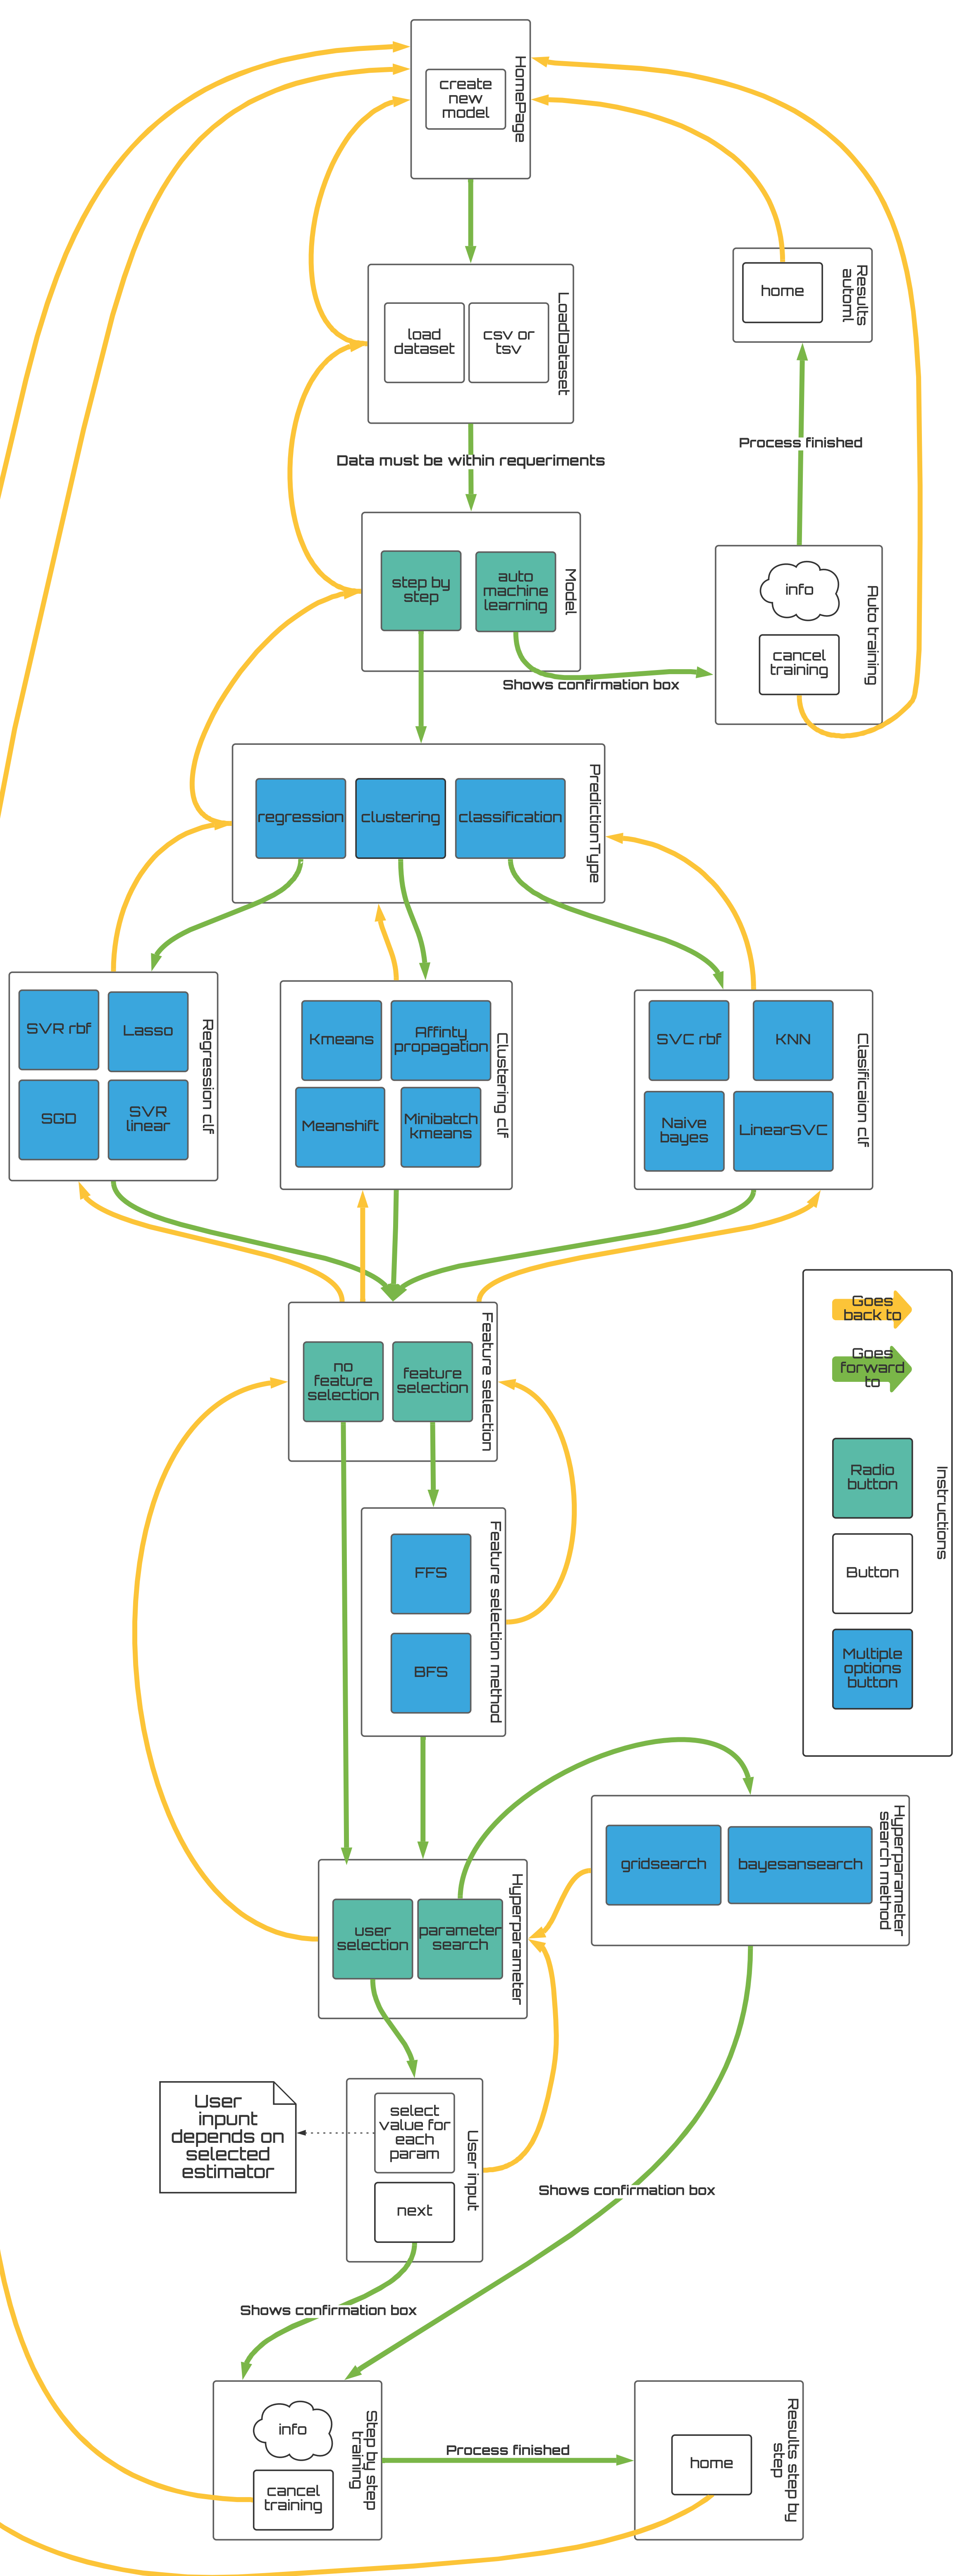 HomePage
create
new
model
LoadDataset
load
dataset
csv or
tsv
Results
automl
home
Process finished
Data must be within requeriments
Model
step by
step
auto
machine
learning
Auto training
info
cancel
training
Shows confirmation box
PredictionType
regression
clustering
classification
Regression clf
SVR rbf
Lasso
SGD
SVR
linear
Clustering clf
Kmeans
Affinty
propagation
Meanshift
Minibatch
kmeans
Clasificaion clf
SVC rbf
KNN
Naive
bayes
LinearSVC
Feature selection
no
feature
selection
feature
selection
Instructions
Goes
back to
Goes
forward
to
Radio
button
Button
Multiple
options
button
Feature selection method
FFS
BFS
Hyperparameter
search method
gridsearch
bayesansearch
Hyperparameter
user
selection
parameter
search
User input
select
value for
each
param
next
User
inpunt
depends on
selected
estimator
Shows confirmation box
Shows confirmation box
Step by step
training
info
cancel
training
Process finished
Results step by
step
home